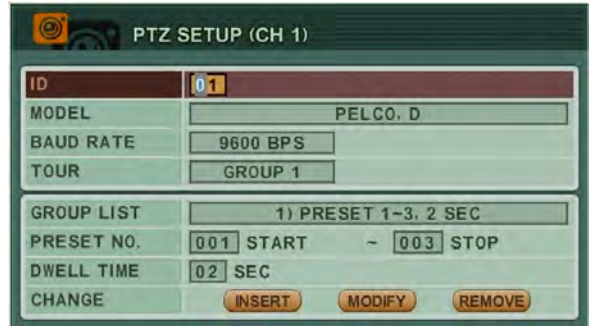 PTZ SETUP (CH 1)
ID 01
MODEL PELCO. D
BAUD RATE 9600 BPS
TOUR GROUP 1
GROUP LIST 1) PRESET 1~3. 2 SEC
PRESET NO. 001 START ~ 003 STOP
DWELL TIME 02 SEC
CHANGE INSERT MODIFY REMOVE